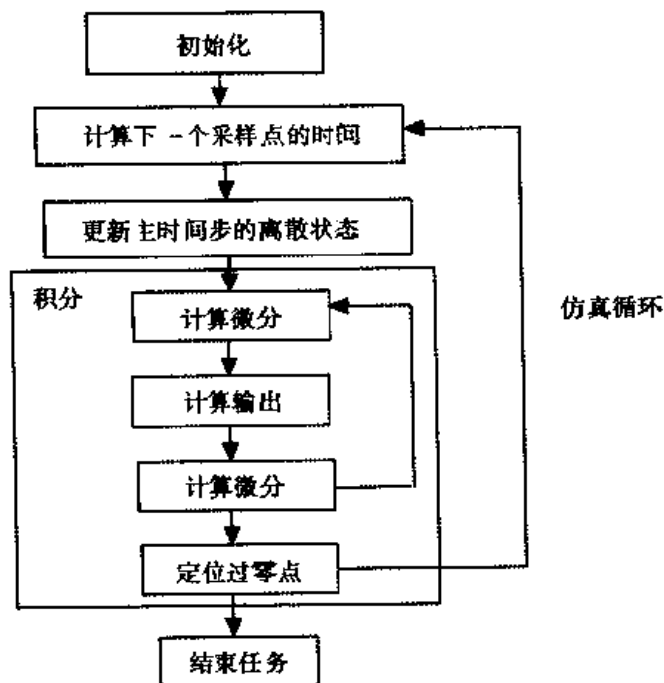 初始化
计算下一个采样点的时间
更新主时间步的离散状态
积分
计算微分
仿真循环
计算输出
计算微分
定位过零点
结束任务